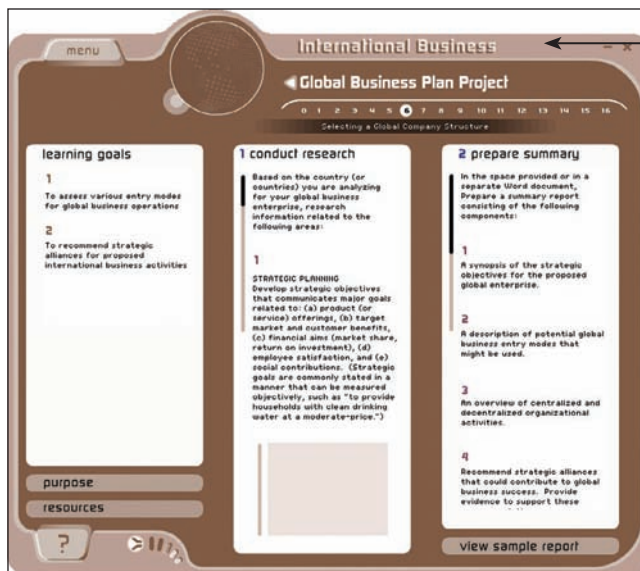 menu
International Business
Global Business Plan Project
0 1 2 3 4 5 6 7 8 9 10 11 12 13 14 15 16
Selecting a Global Company Structure
learning goals
1
To assess various entry modes
for global business operations
2
To recommend strategic
alliances for proposed
international business activities
purpose
resources
?
1 conduct research
Based on the country (or
countries) you are analyzing
for your global business
enterprise, research
information related to the
following areas:
1
STRATEGIC PLANNING
Develop strategic objectives
that communicates major goals
related to: (a) product (or
service) offerings, (b) target
market and customer benefits,
(c) financial aims (market share,
return on investment), (d)
employee satisfaction, and (e)
social contributions. (Strategic
goals are commonly stated in a
manner that can be measured
objectively, such as "to provide
households with clean drinking
water at a moderate-price.")
2 prepare summary
In the space provided or in a
separate Word document,
Prepare a summary report
consisting of the following
components:
1
A synopsis of the strategic
objectives for the proposed
global enterprise.
2
A description of potential global
business entry modes that
might be used.
3
An overview of centralized and
decentralized organizational
activities.
4
Recommend strategic alliances
that could contribute to global
business success. Provide
evidence to support these
view sample report